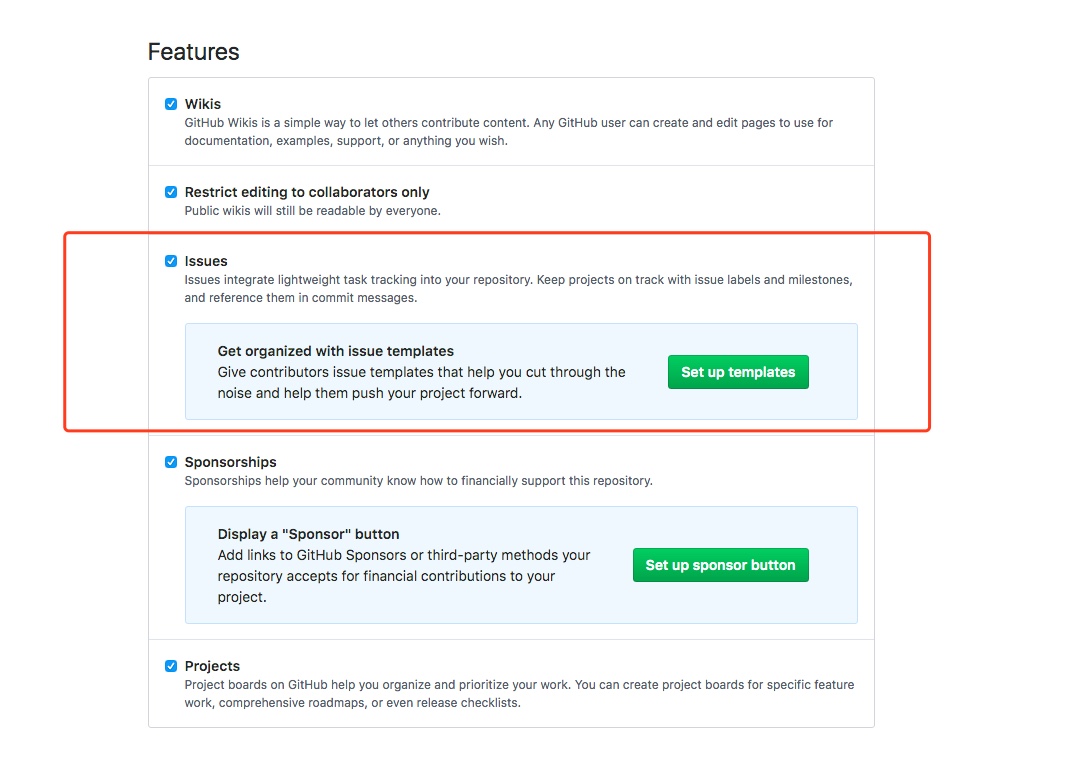 Features
Wikis
GitHub Wikis is a simple way to let others contribute content. Any GitHub user can create and edit pages to use for
documentation, examples, support, or anything you wish.
Restrict editing to collaborators only
Public wikis will still be readable by everyone.
Issues
Issues integrate lightweight task tracking into your repository. Keep projects on track with issue labels and milestones,
and reference them in commit messages.
Get organized with issue templates
Give contributors issue templates that help you cut through the
noise and help them push your project forward.
Set up templates
Sponsorships
Sponsorships help your community know how to financially support this repository.
Display a "Sponsor" button
Add links to GitHub Sponsors or third-party methods your
repository accepts for financial contributions to your
project.
Set up sponsor button
Projects
Project boards on GitHub help you organize and prioritize your work. You can create project boards for specific feature
work, comprehensive roadmaps, or even release checklists.